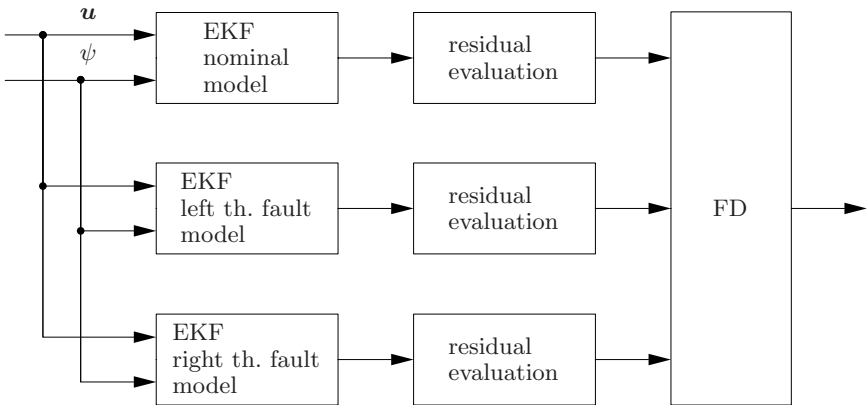 u
ψ
EKF
nominal
model
residual
evaluation
EKF
left th. fault
model
residual
evaluation
FD
EKF
right th. fault
model
residual
evaluation